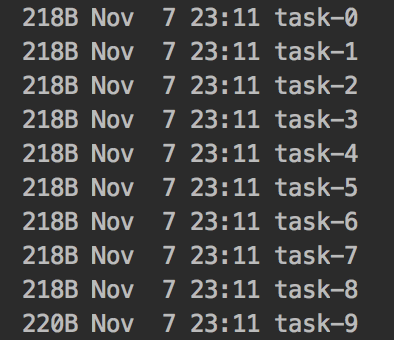 218B Nov  7 23:11 task-0
218B Nov  7 23:11 task-1
218B Nov  7 23:11 task-2
218B Nov  7 23:11 task-3
218B Nov  7 23:11 task-4
218B Nov  7 23:11 task-5
218B Nov  7 23:11 task-6
218B Nov  7 23:11 task-7
218B Nov  7 23:11 task-8
220B Nov  7 23:11 task-9